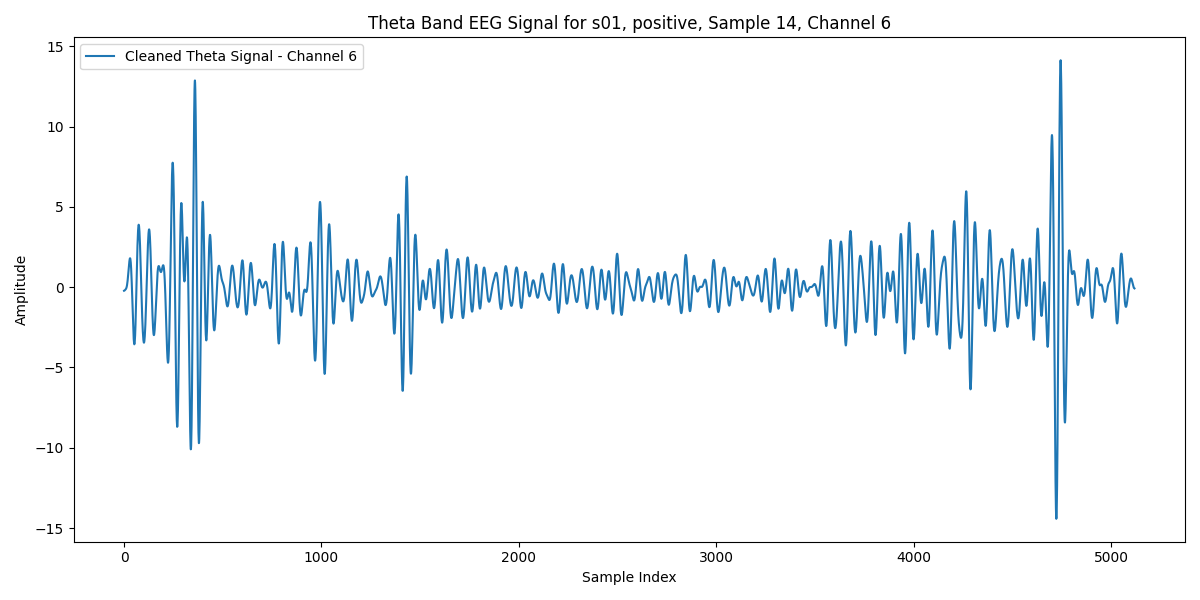 Theta Band EEG Signal for s01, positive, Sample 14, Channel 6
Cleaned Theta Signal - Channel 6
15
10
5
0
−5
−10
−15
Amplitude
0 1000 2000 3000 4000 5000
Sample Index